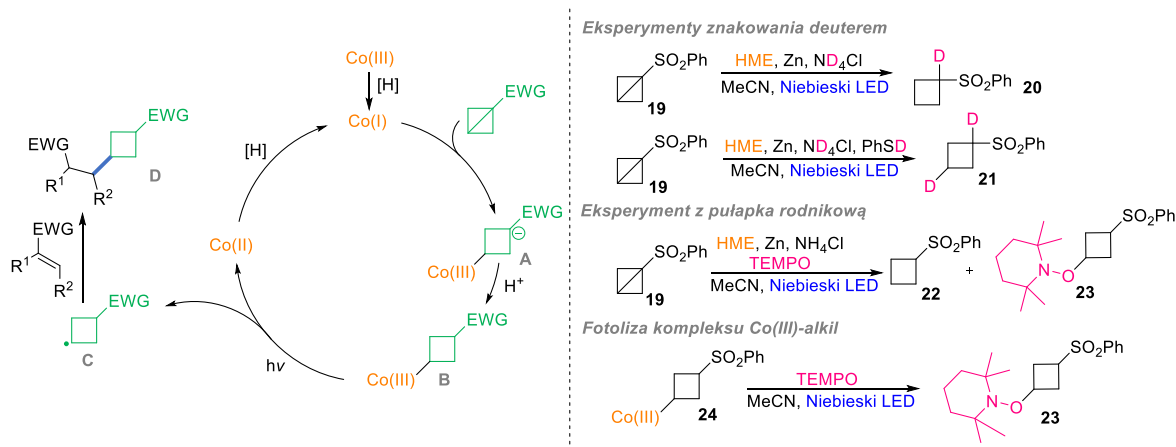 Co(III)
[H]
Co(I)
EWG
[H]
EWG
EWG
R1
R2
D
EWG
R1
R2
Co(II)
EWG
⊖
Co(III)
A
H+
EWG
C
hν
EWG
Co(III)
B
Eksperymenty znakowania deuterem
SO2Ph
19
HME, Zn, ND4Cl
MeCN, Niebieski LED
D
SO2Ph
20
SO2Ph
19
HME, Zn, ND4Cl, PhSD
MeCN, Niebieski LED
D
SO2Ph
D
21
Eksperyment z pułapka rodnikową
SO2Ph
19
HME, Zn, NH4Cl
TEMPO
MeCN, Niebieski LED
SO2Ph
22
+
N
O
SO2Ph
23
Fotoliza kompleksu Co(III)-alkil
SO2Ph
Co(III)
24
TEMPO
MeCN, Niebieski LED
N
O
SO2Ph
23